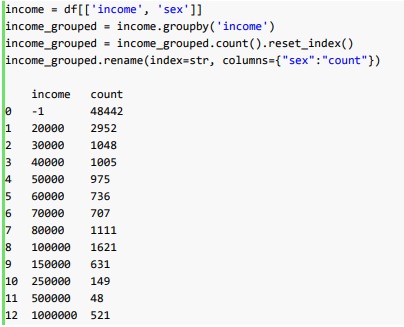 income = df[['income', 'sex']]
income_grouped = income.groupby('income')
income_grouped = income_grouped.count().reset_index()
income_grouped.rename(index=str, columns={"sex":"count"})
income count
0 -1 48442
1 20000 2952
2 30000 1048
3 40000 1005
4 50000 975
5 60000 736
6 70000 707
7 80000 1111
8 100000 1621
9 150000 631
10 250000 149
11 500000 48
12 1000000 521